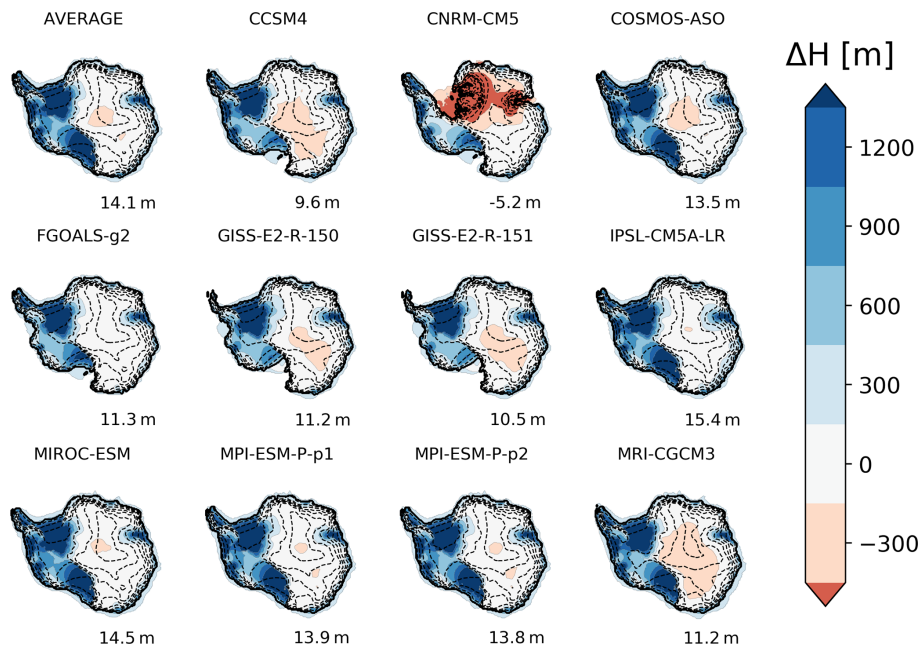 AVERAGE CCSM4 CNRM-CM5 COSMOS-ASO
ΔH [m]
14.1 m 9.6 m -5.2 m 13.5 m
FGOALS-g2 GISS-E2-R-150 GISS-E2-R-151 IPSL-CM5A-LR
11.3 m 11.2 m 10.5 m 15.4 m
MIROC-ESM MPI-ESM-P-p1 MPI-ESM-P-p2 MRI-CGCM3
14.5 m 13.9 m 13.8 m 11.2 m
1200
900
600
300
0
−300